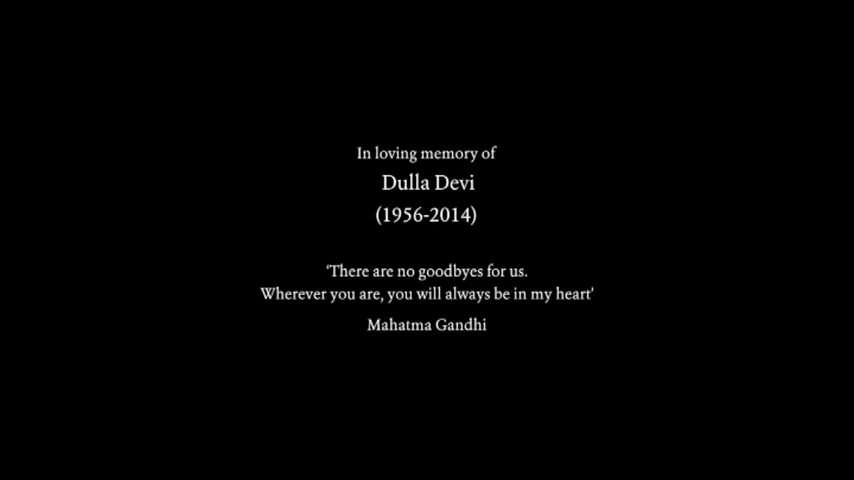 In loving memory of
Dulla Devi
(1956-2014)
‘There are no goodbyes for us.
Wherever you are, you will always be in my heart’
Mahatma Gandhi